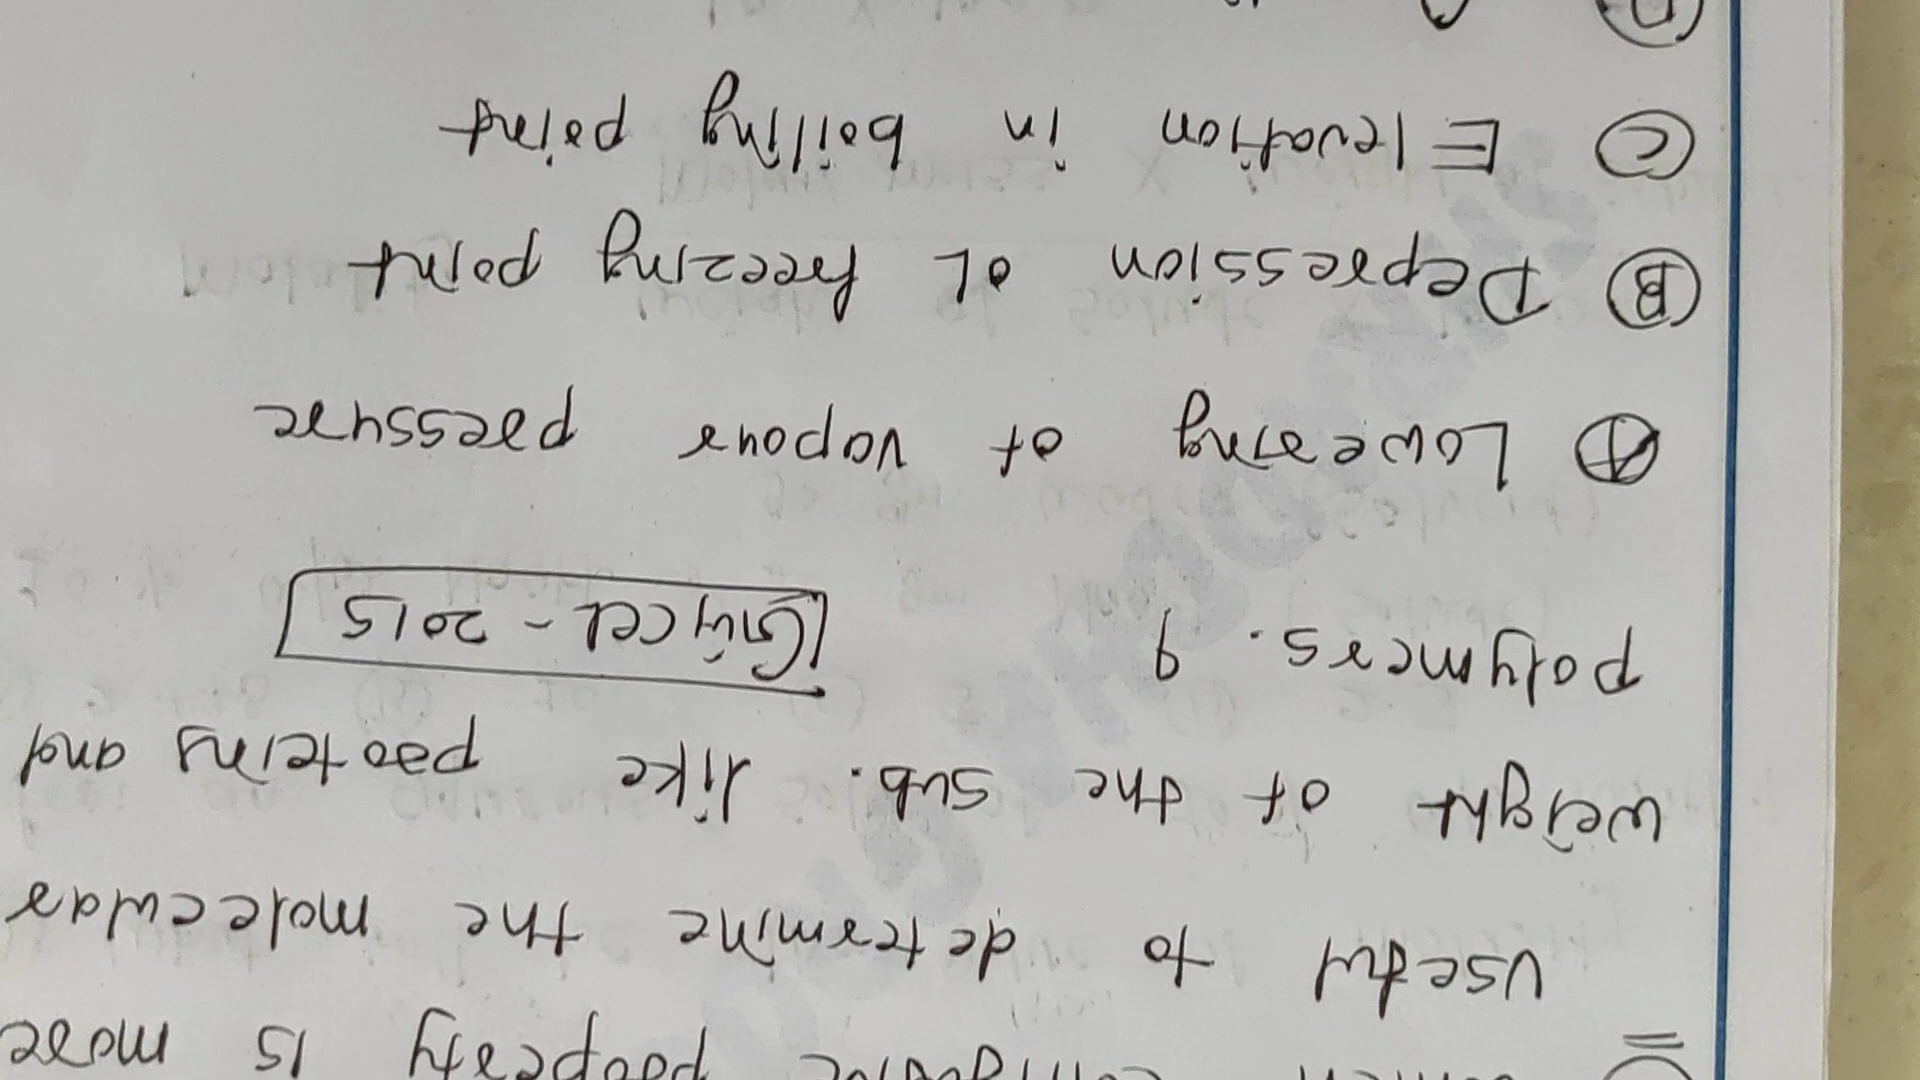 property is more
useful to determine the molecular
weight of the sub. like proteins and
polymers. ?
[GUJCET - 2015]
(A) Lowering of vapour pressure
(B) Depression of freezing point
(C) Elevation in boiling point
(D)